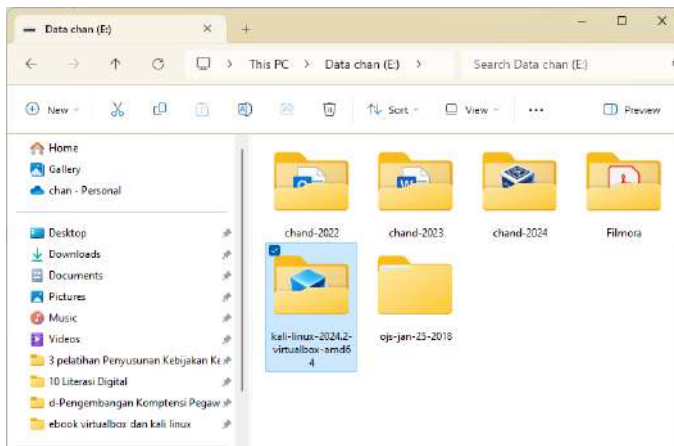 Data chan (E:)
This PC > Data chan (E:) >
Search Data chan (E:)
New
Sort
View
Preview
Home
Gallery
chan - Personal
Desktop
Downloads
Documents
Pictures
Music
Videos
3 pelatihan Penyusunan Kebijakan Ke
10 Literasi Digital
d-Pengembangan Komptensi Pegaw
ebook virtualbox dan kali linux
chand-2022
chand-2023
chand-2024
Filmora
kali-linux-2024.2-
virtualbox-amd6
4
ojs-jan-25-2018